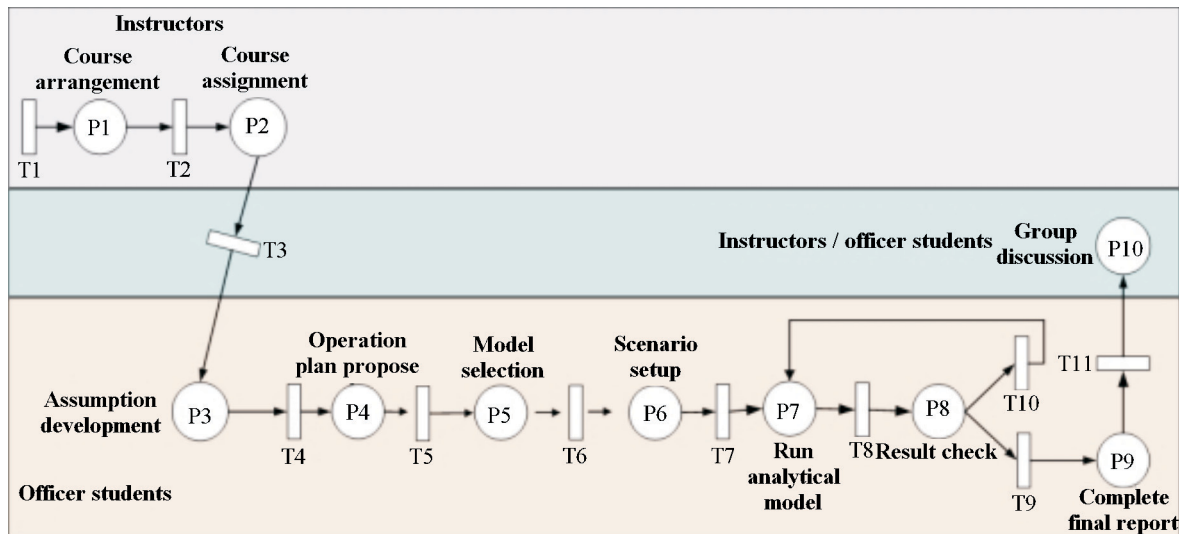 Instructors
Course
arrangement
Course
assignment
P1
P2
T1
T2
T3
Instructors / officer students
Group
discussion
P10
Operation
plan propose
Model
selection
Scenario
setup
T11
Assumption
development
P3
P4
P5
P6
P7
P8
T10
T4
T5
T6
T7
T8
Result check
Run
analytical
model
P9
T9
Officer students
Complete
final report